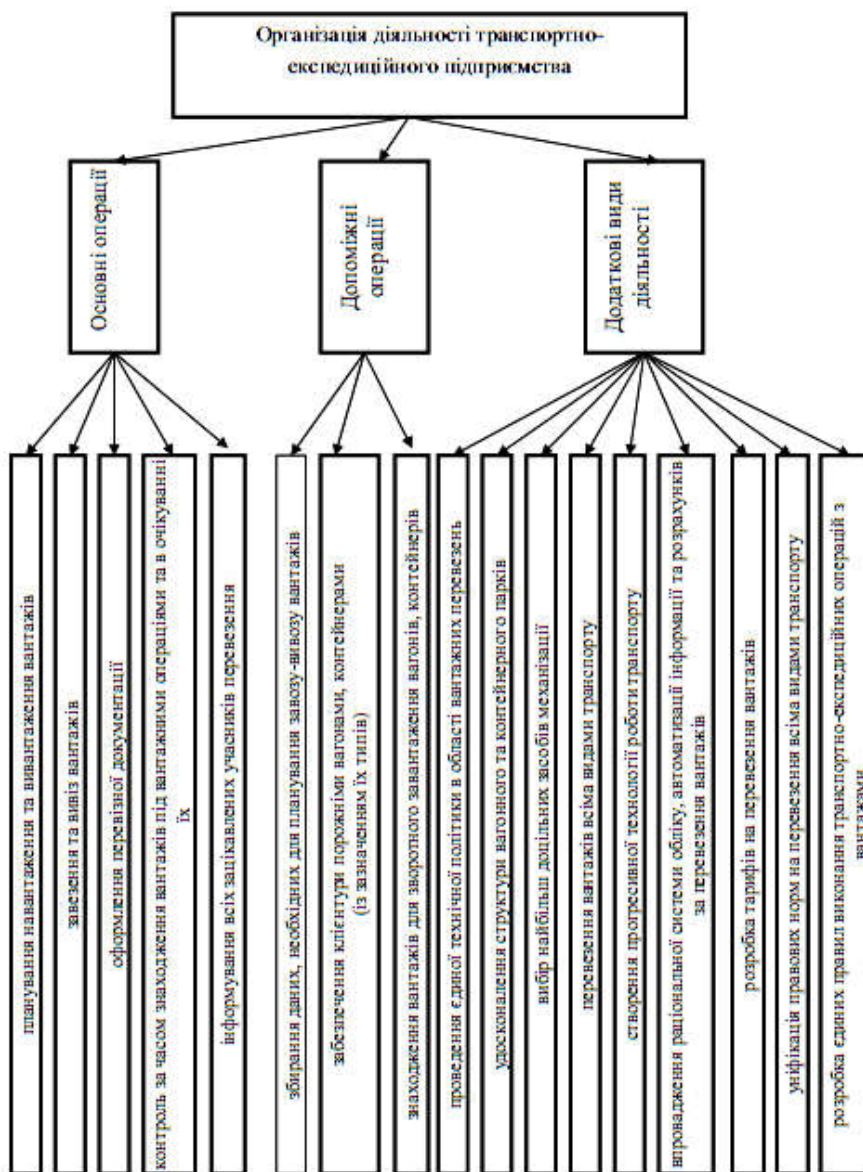 Організація діяльності транспортно-
експедиційного підприємства
Основні операції
Допоміжні
операції
Додаткові види
діяльності
планування навантаження та вивантаження вантажів
завезення та вивіз вантажів
оформлення перевізної документації
контроль за часом знаходження вантажів під вантажними операціями та в очікуванні
їх
інформування всіх зацікавлених учасників перевезення
збирання даних, необхідних для планування завозу-вивозу вантажів
забезпечення клієнтури порожніми вагонами, контейнерами
(із зазначенням їх типів)
знаходження вантажів для зворотного завантаження вагонів, контейнерів
проведення єдиної технічної політики в області вантажних перевезень
удосконалення структури вагонного та контейнерного парків
вибір найбільш доцільних засобів механізації
перевезення вантажів всіма видами транспорту
створення прогресивної технології роботи транспорту
впровадження раціональної системи обліку, автоматизації інформації та розрахунків
за перевезення вантажів
розробка тарифів на перевезення вантажів
уніфікація правових норм на перевезення всіма видами транспорту
розробка єдиних правил виконання транспортно-експедиційних операцій з
вантажами